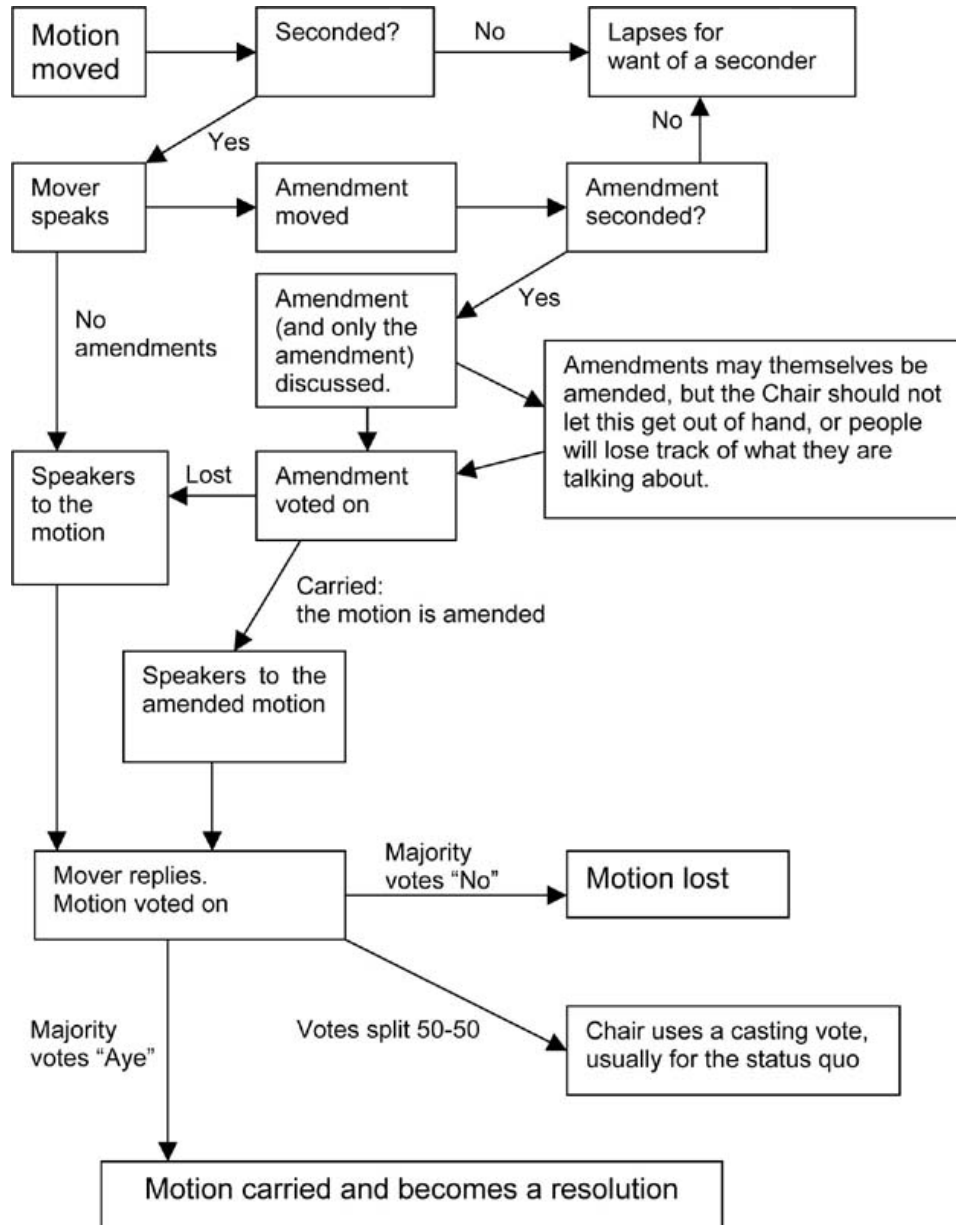 Motion
moved
Seconded?
No
Lapses for
want of a seconder
Yes
No
Mover
speaks
Amendment
moved
Amendment
seconded?
Yes
No
amendments
Amendment
(and only the
amendment)
discussed.
Amendments may themselves be
amended, but the Chair should not
let this get out of hand, or people
will lose track of what they are
talking about.
Speakers
to the
motion
Lost
Amendment
voted on
Carried:
the motion is amended
Speakers to the
amended motion
Mover replies.
Motion voted on
Majority
votes “No”
Motion lost
Majority
votes “Aye”
Votes split 50-50
Chair uses a casting vote,
usually for the status quo
Motion carried and becomes a resolution